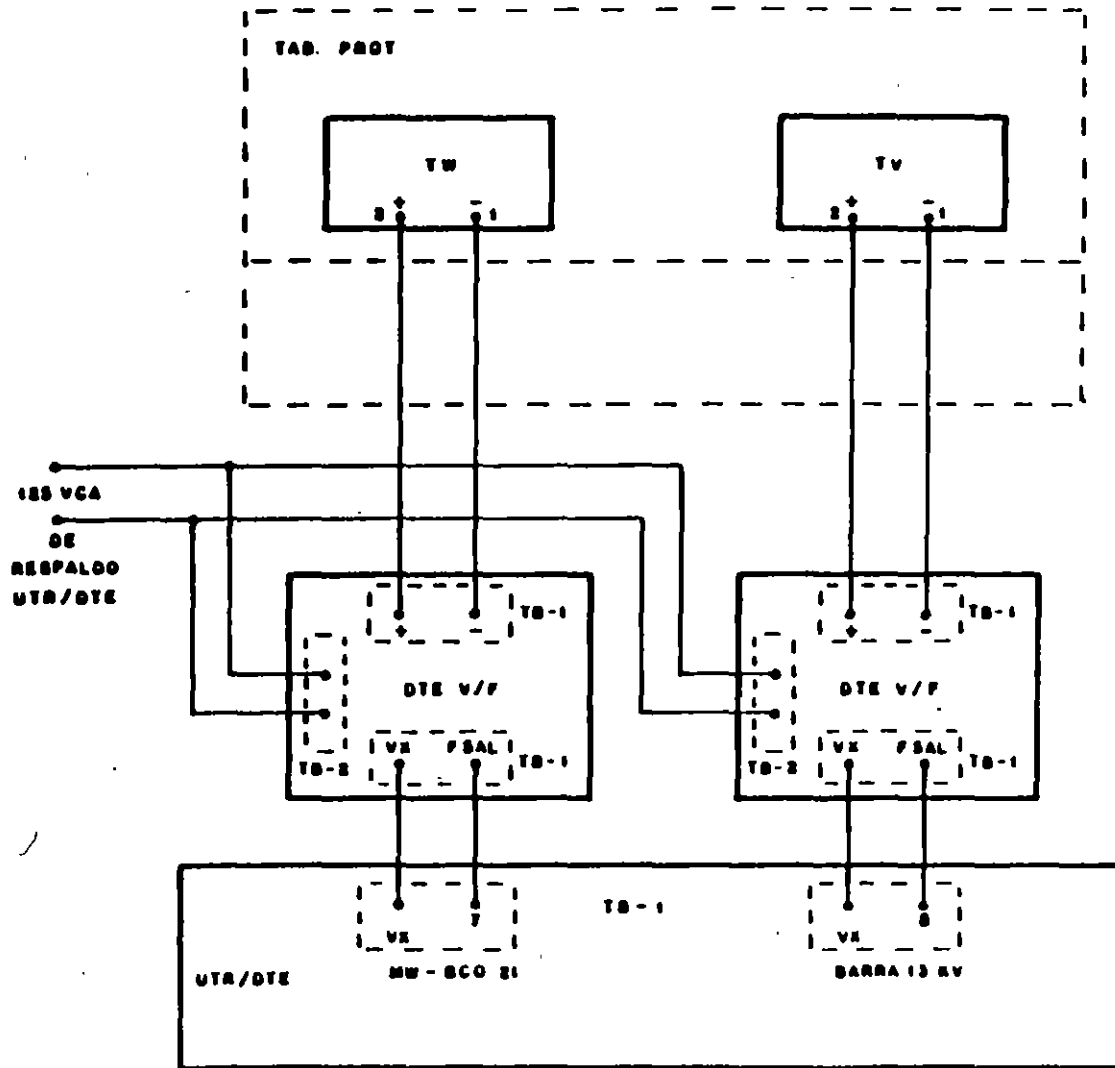 TAB. PROT
TW
TV
+ -
2 1
+ -
2 1
125 VCA
DE
RESPALDO
UTR/DTE
TB-1
+ -
DTE V/F
TB-2
VX F SAL
TB-1
TB-1
+ -
DTE V/F
TB-2
VX F SAL
TB-1
TB-1
VX 7
VX 8
UTR/DTE
MW-BCO 21
BARRA 13 KV